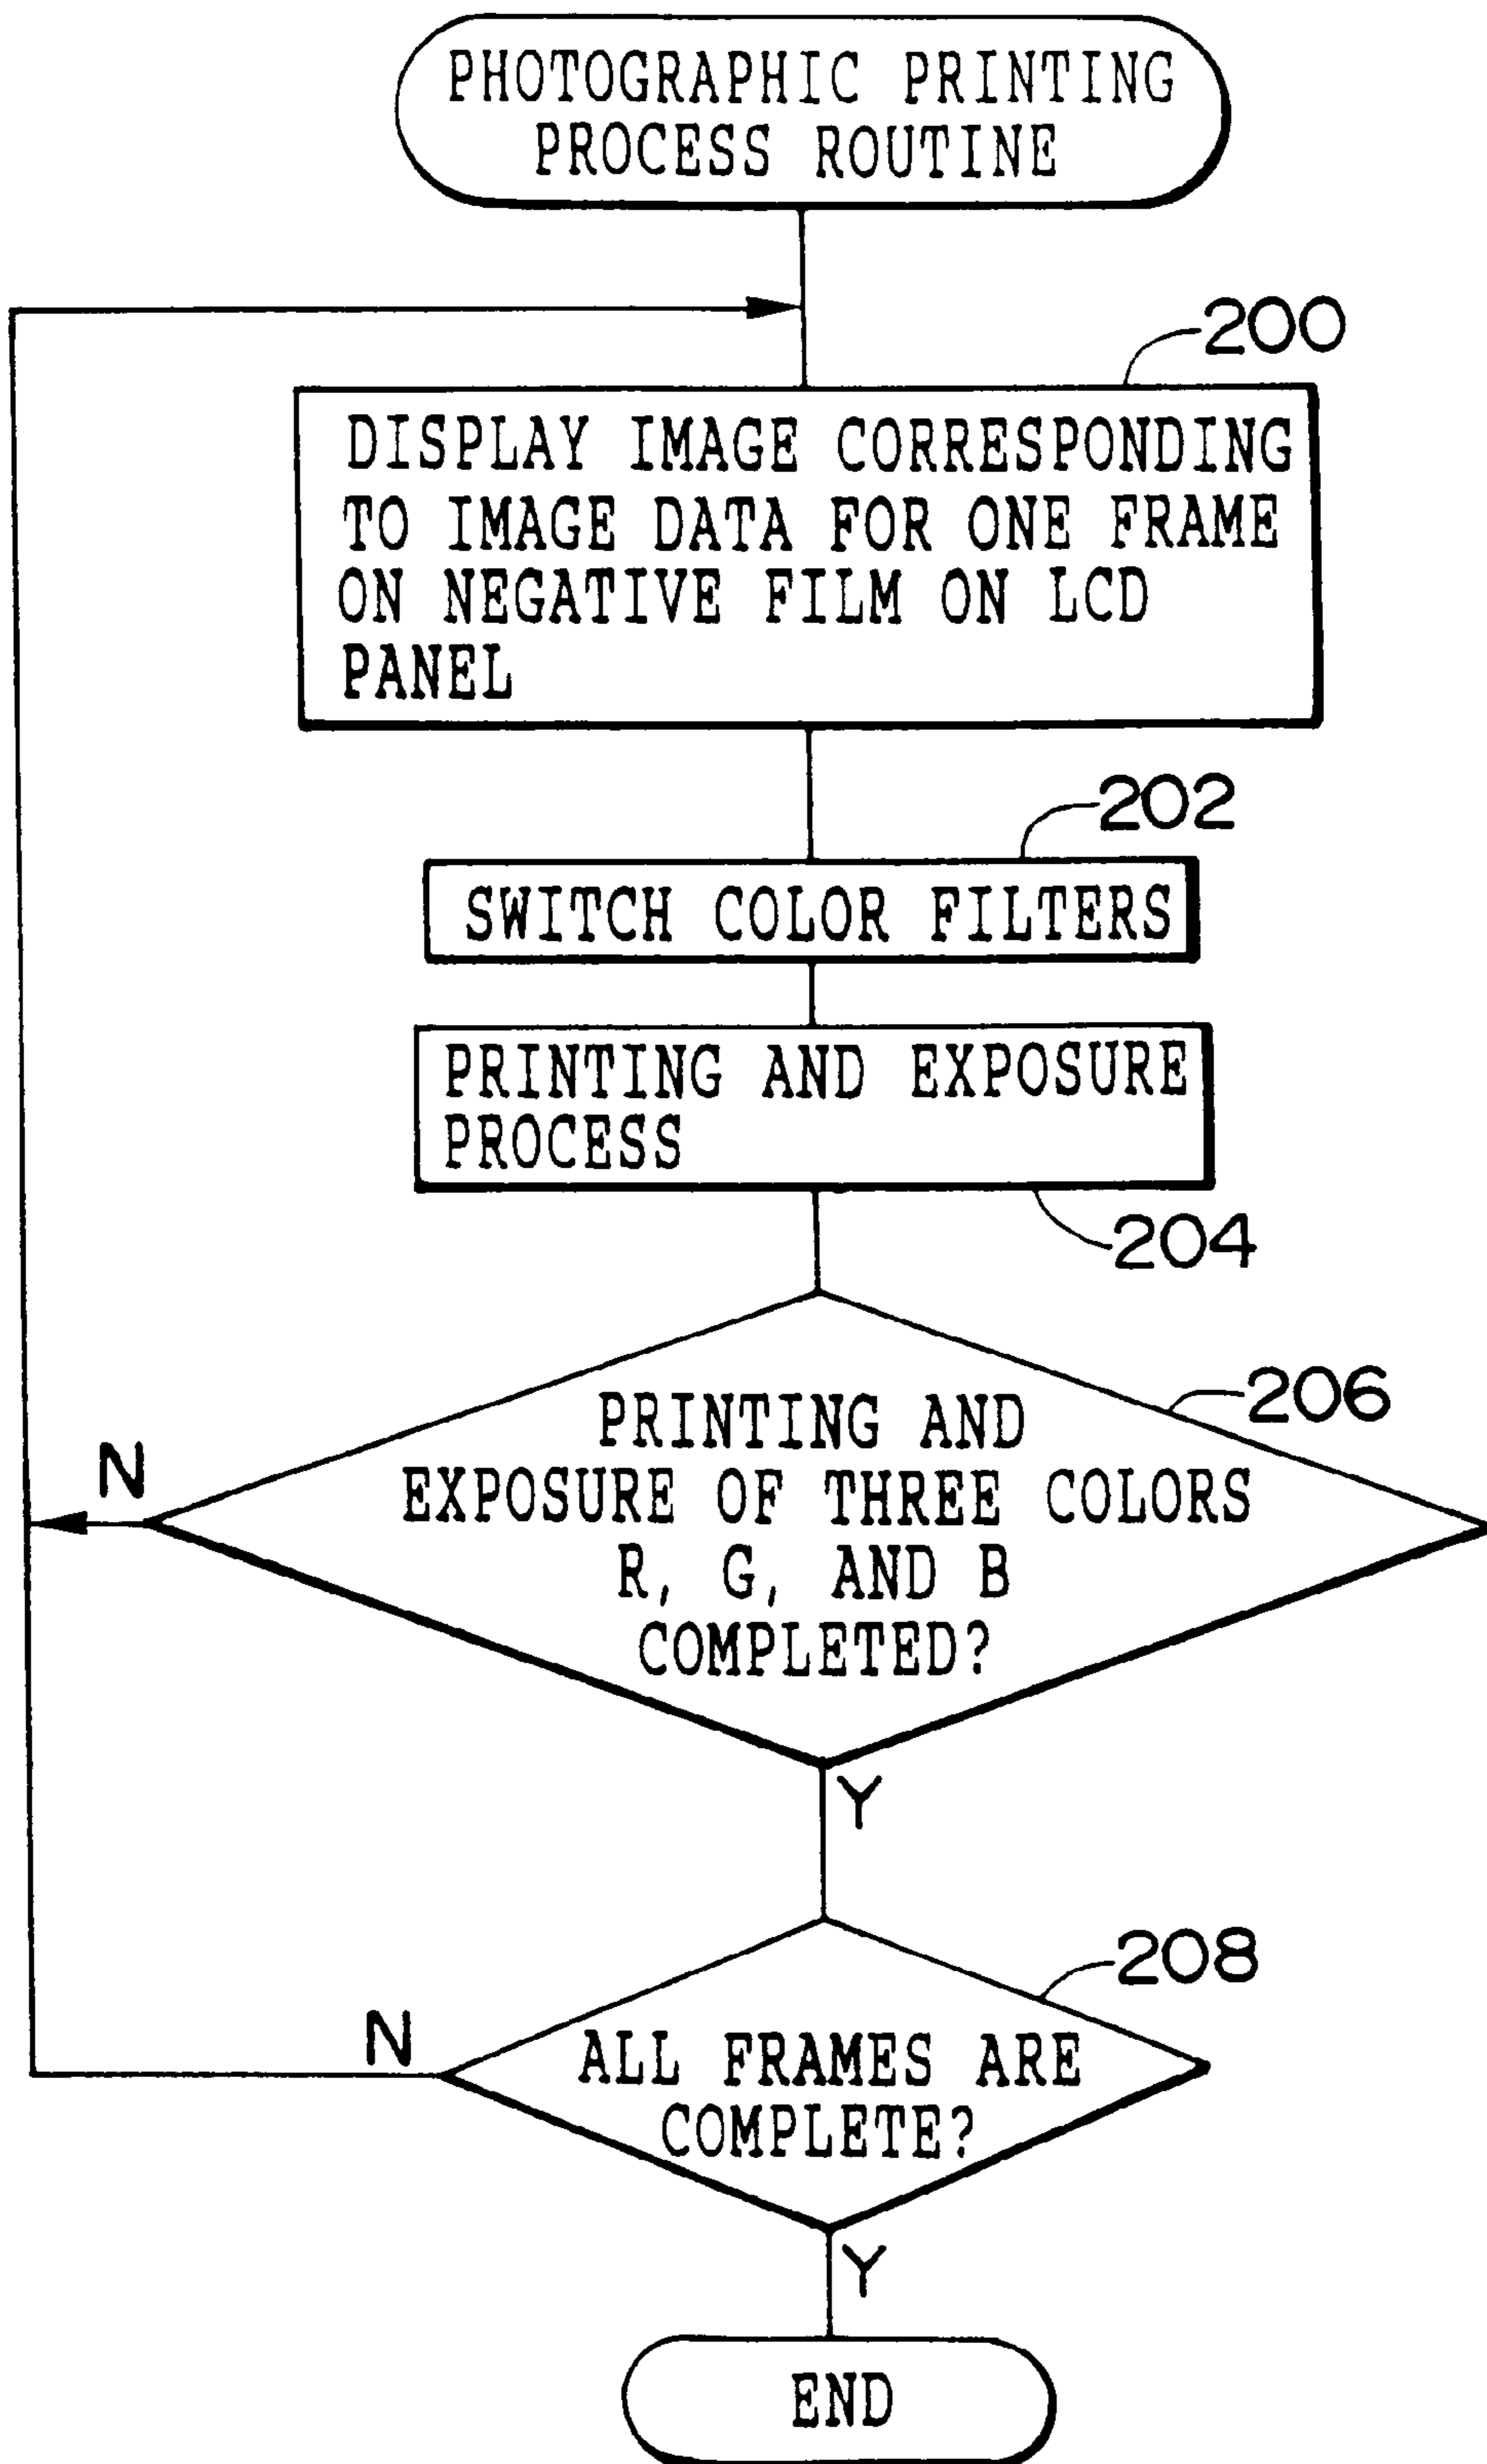 PHOTOGRAPHIC PRINTING
PROCESS ROUTINE
200
DISPLAY IMAGE CORRESPONDING
TO IMAGE DATA FOR ONE FRAME
ON NEGATIVE FILM ON LCD
PANEL
202
SWITCH COLOR FILTERS
PRINTING AND EXPOSURE
PROCESS
204
206
PRINTING AND
EXPOSURE OF THREE COLORS
R, G, AND B
COMPLETED?
N
Y
208
ALL FRAMES ARE
COMPLETE?
N
Y
END